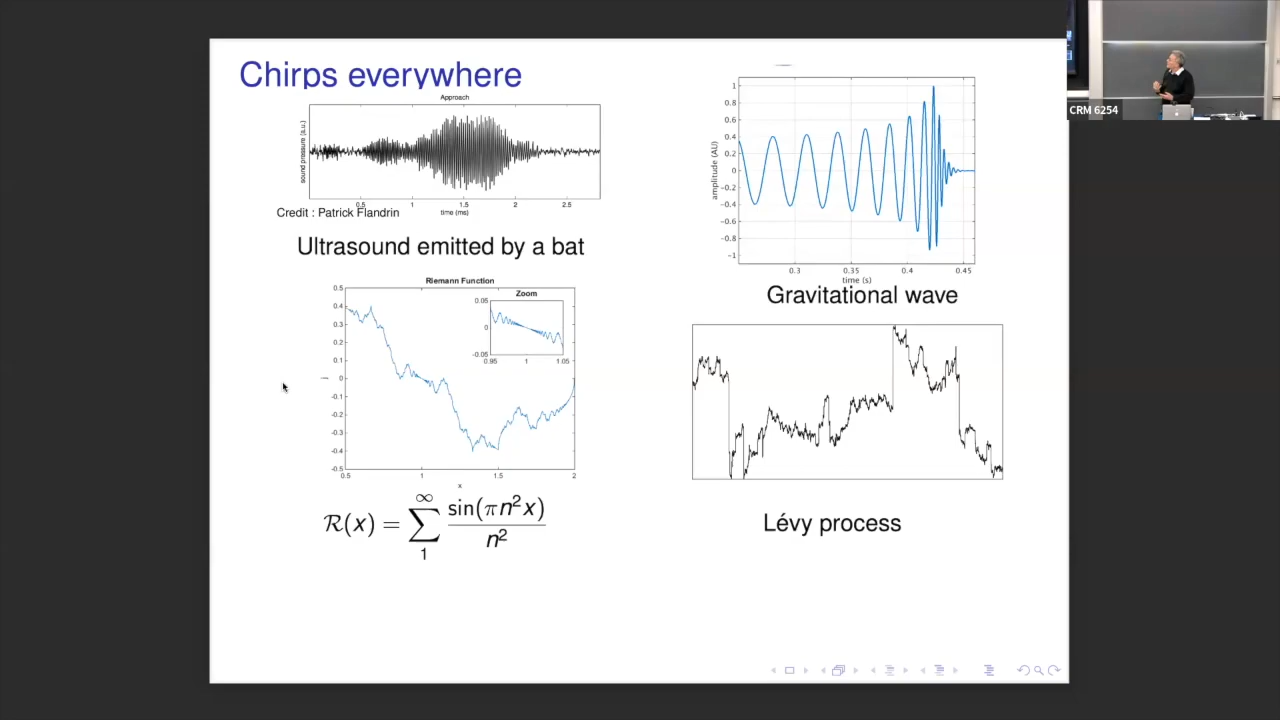 Chirps everywhere
Approach
sound pressure (a.u.)
0.5 1 1.5 2 2.5
time (ms)
Credit : Patrick Flandrin
Ultrasound emitted by a bat
1
0.8
0.6
0.4
0.2
0
-0.2
-0.4
-0.6
-0.8
-1
amplitude (AU)
0.3 0.35 0.4 0.45
time (s)
Gravitational wave
CRM 6254
Riemann Function
0.5
0.4
0.3
0.2
0.1
0
-0.1
-0.2
-0.3
-0.4
-0.5
0.5 1 1.5 2
x
Zoom
0.05
0
-0.05
0.95 1 1.05
R(x) = ∑₁^∞ sin(πn²x) / n²
Lévy process